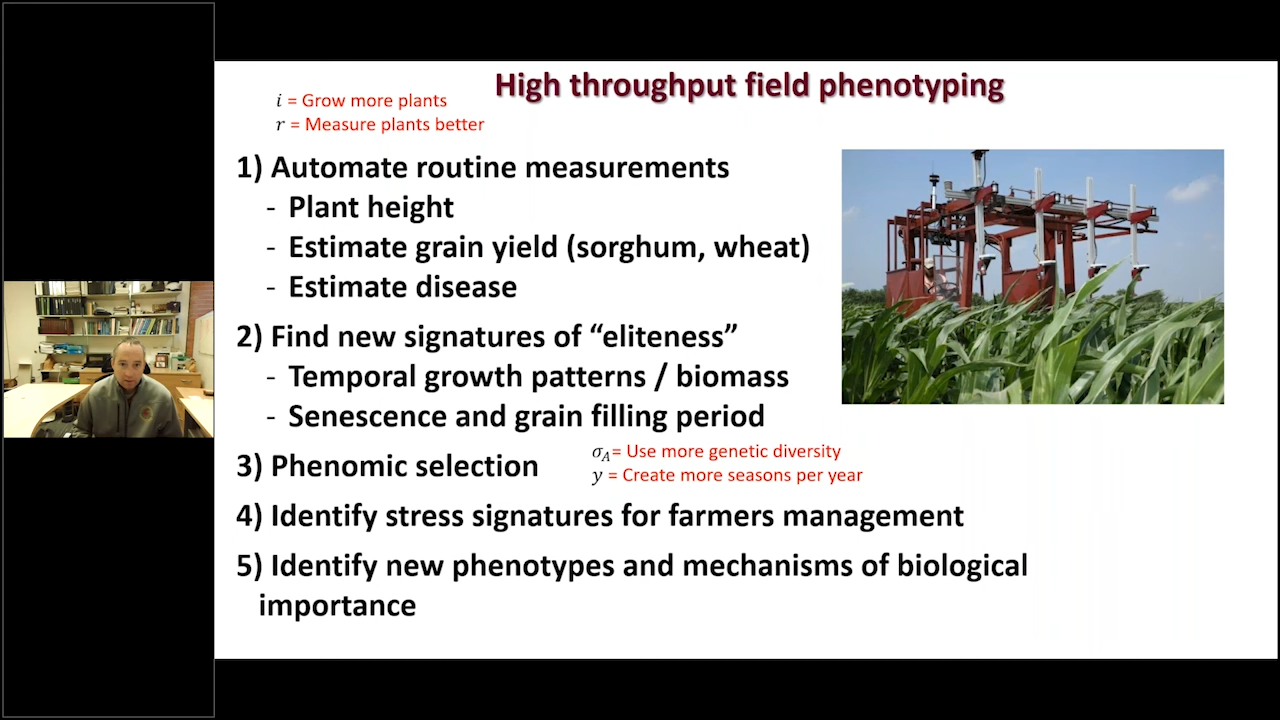 High throughput field phenotyping
i = Grow more plants
r = Measure plants better
1) Automate routine measurements
- Plant height
- Estimate grain yield (sorghum, wheat)
- Estimate disease
2) Find new signatures of “eliteness”
- Temporal growth patterns / biomass
- Senescence and grain filling period
σA= Use more genetic diversity
3) Phenomic selection
y = Create more seasons per year
4) Identify stress signatures for farmers management
5) Identify new phenotypes and mechanisms of biological
importance